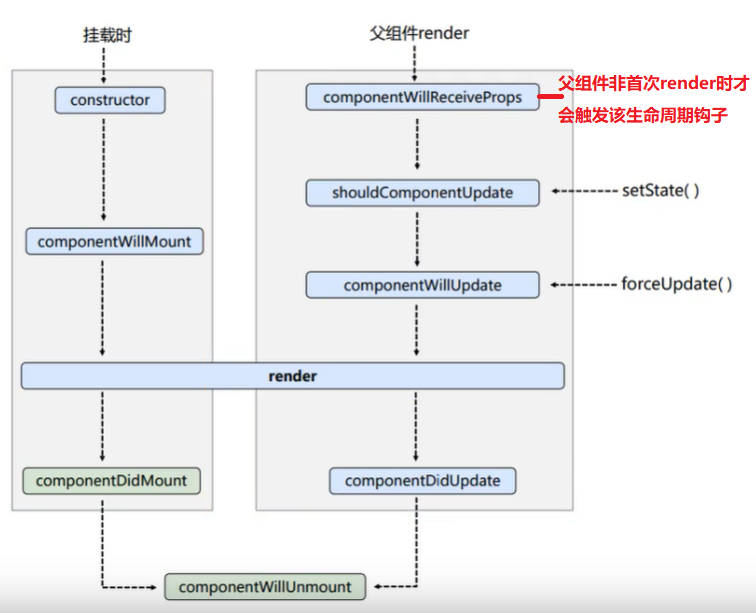 挂载时
父组件render
constructor
componentWillReceiveProps
父组件非首次render时才
会触发该生命周期钩子
shouldComponentUpdate
setState( )
componentWillMount
componentWillUpdate
forceUpdate( )
render
componentDidMount
componentDidUpdate
componentWillUnmount